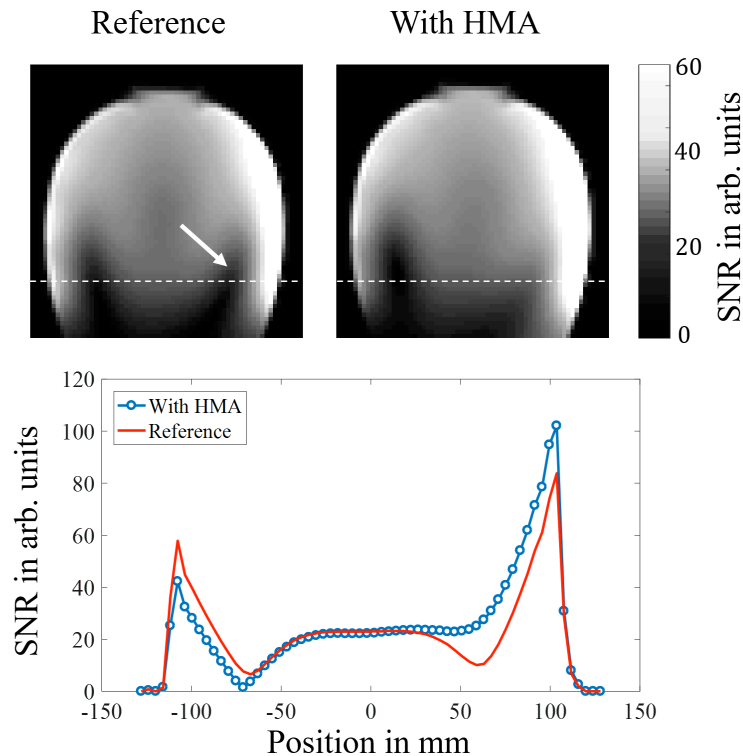 Reference
With HMA
60
40
20
0
SNR in arb. units
120
100
80
60
40
20
0
SNR in arb. units
With HMA
Reference
-150
-100
-50
0
50
100
150
Position in mm